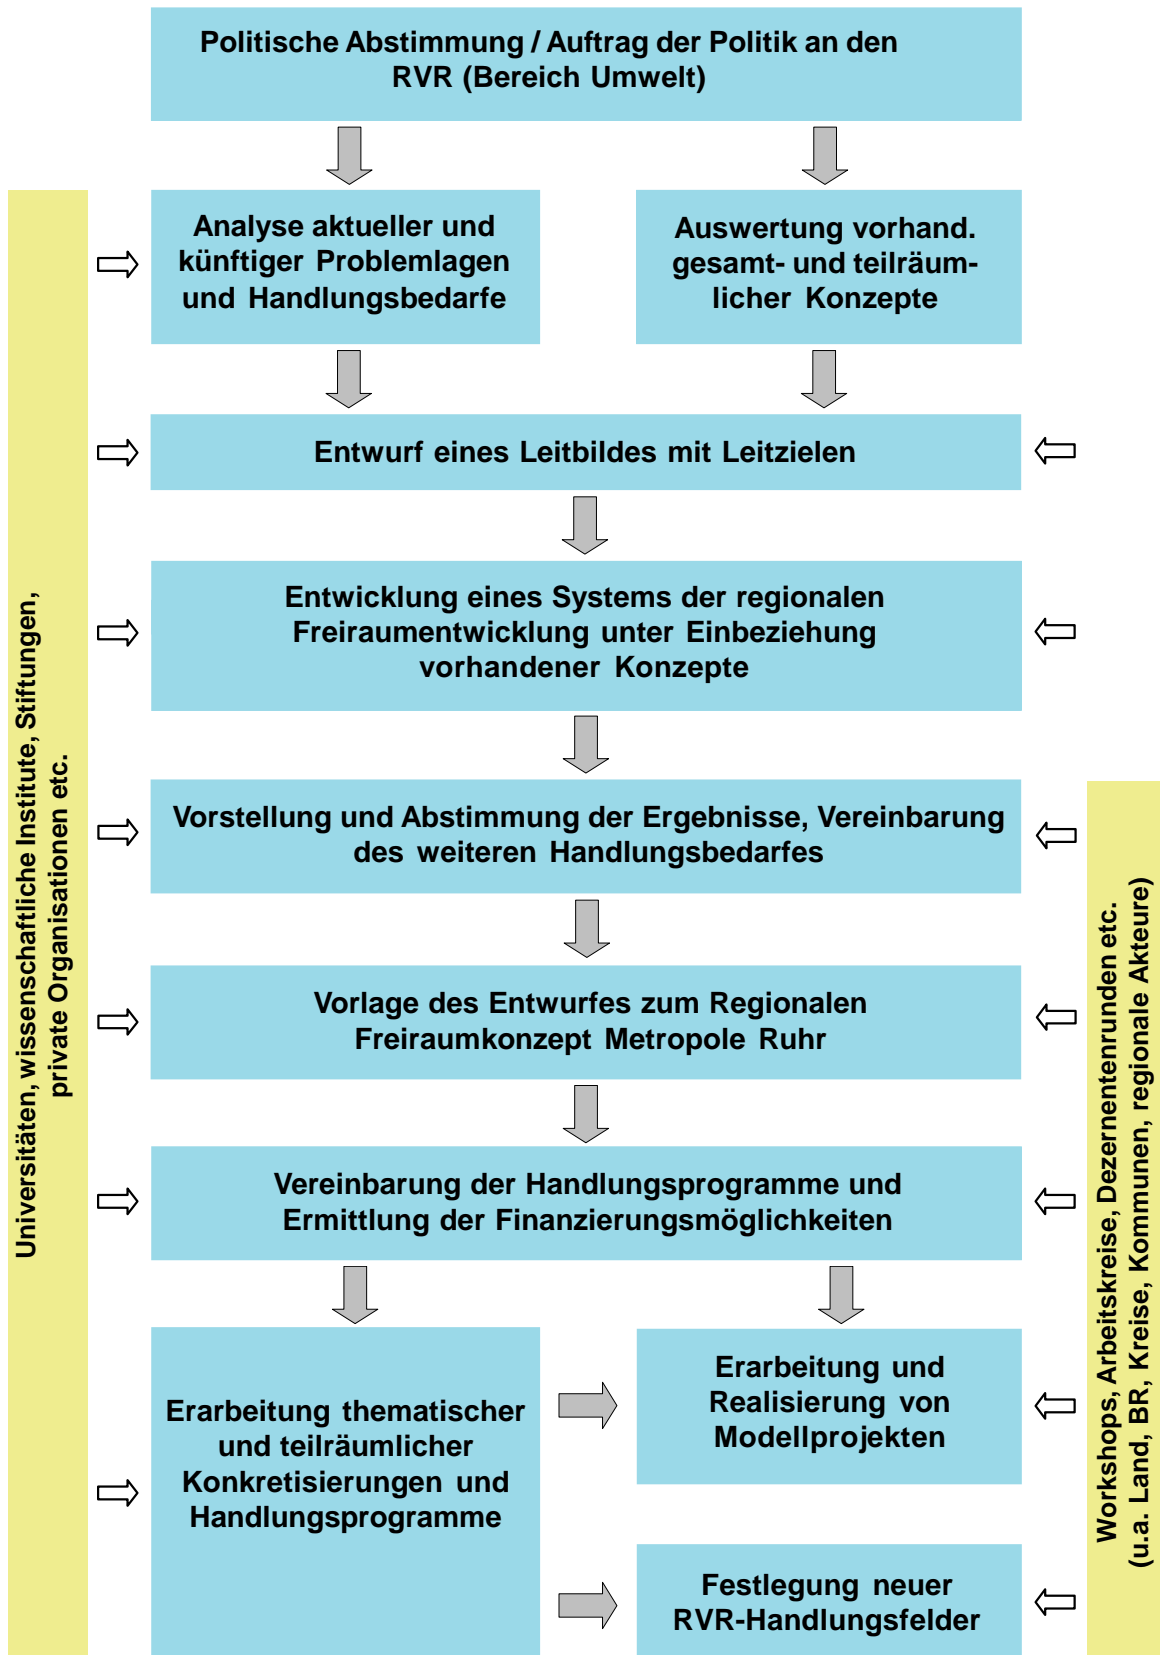 Politische Abstimmung / Auftrag der Politik an den
RVR (Bereich Umwelt)
Analyse aktueller und
künftiger Problemlagen
und Handlungsbedarfe
Auswertung vorhand.
gesamt- und teilräum-
licher Konzepte
Entwurf eines Leitbildes mit Leitzielen
Entwicklung eines Systems der regionalen
Freiraumentwicklung unter Einbeziehung
vorhandener Konzepte
Vorstellung und Abstimmung der Ergebnisse, Vereinbarung
des weiteren Handlungsbedarfes
Vorlage des Entwurfes zum Regionalen
Freiraumkonzept Metropole Ruhr
Vereinbarung der Handlungsprogramme und
Ermittlung der Finanzierungsmöglichkeiten
Erarbeitung thematischer
und teilräumlicher
Konkretisierungen und
Handlungsprogramme
Erarbeitung und
Realisierung von
Modellprojekten
Festlegung neuer
RVR-Handlungsfelder
Universitäten, wissenschaftliche Institute, Stiftungen,
private Organisationen etc.
Workshops, Arbeitskreise, Dezernentenrunden etc.
(u.a. Land, BR, Kreise, Kommunen, regionale Akteure)